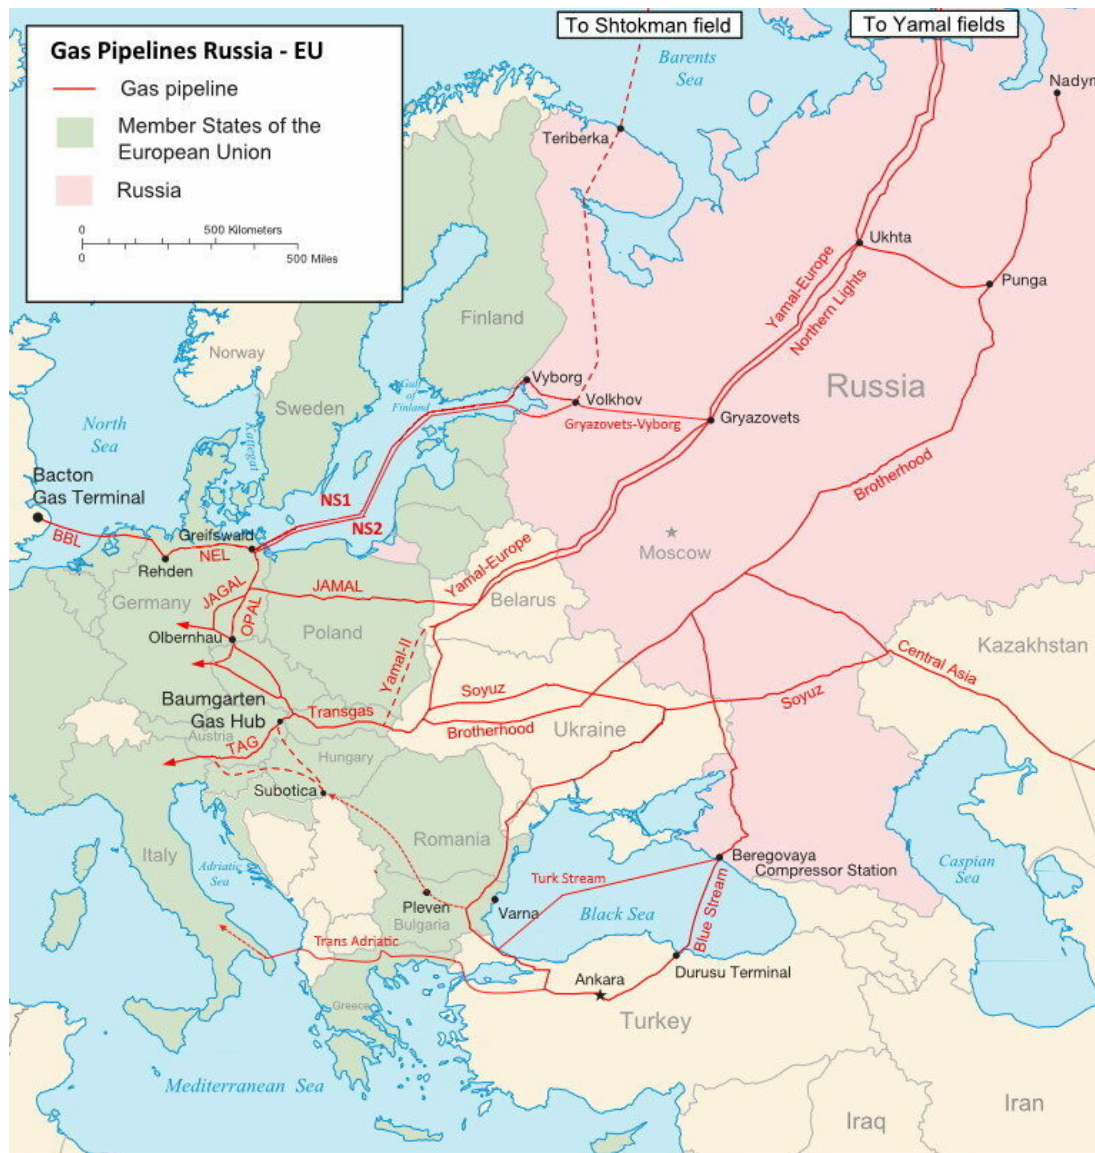 To Shtokman field
To Yamal fields
Gas Pipelines Russia - EU
Gas pipeline
Member States of the
European Union
Russia
0 500 Kilometers
0 500 Miles
Barents
Sea
Nadym
Teriberka
Ukhta
Punga
Yamal-Europe
Northern Lights
Finland
Norway
Sweden
Gulf
of
Finland
Vyborg
Volkhov
Gryazovets-Vyborg
Gryazovets
Russia
North
Sea
Kattegat
Bacton
Gas Terminal
BBL
NS1
NS2
Greifswald
NEL
Rehden
Brotherhood
Moscow
Yamal-Europe
Belarus
JAGAL
JAMAL
Germany
OPAL
Poland
Olbernhau
Yamal-II
Kazakhstan
Central Asia
Soyuz
Soyuz
Baumgarten
Gas Hub
Transgas
Brotherhood
Ukraine
Austria
TAG
Hungary
Subotica
Romania
Italy
Adriatic
Sea
Beregovaya
Compressor Station
Caspian
Sea
Turk Stream
Pleven
Bulgaria
Varna
Black Sea
Blue Stream
Trans Adriatic
Ankara
Durusu Terminal
Greece
Turkey
Mediterranean Sea
Iraq
Iran